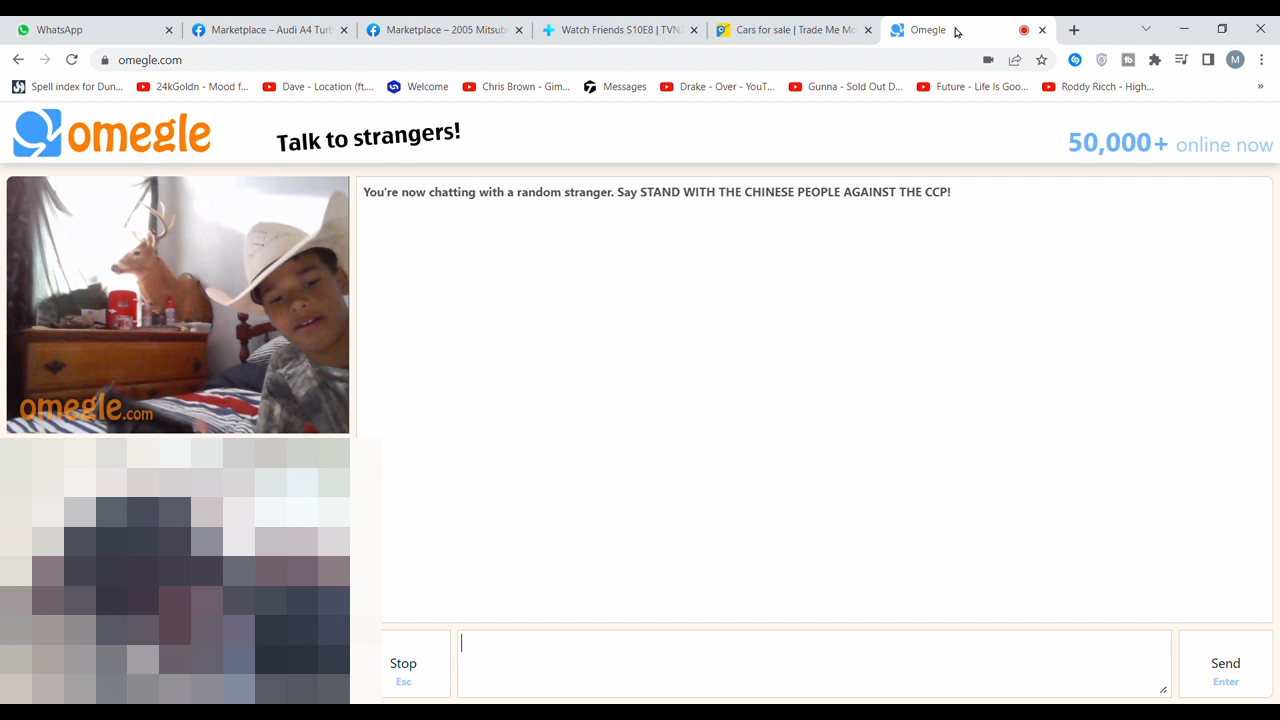 WhatsApp
Marketplace – Audi A4 Turb
Marketplace – 2005 Mitsub
Watch Friends S10E8 | TVNZ
Cars for sale | Trade Me Mo
Omegle
omegle.com
M
Spell index for Dun...
24kGoldn - Mood f...
Dave - Location (ft....
Welcome
Chris Brown - Gim...
Messages
Drake - Over - YouT...
Gunna - Sold Out D...
Future - Life Is Goo...
Roddy Ricch - High...
»
omegle
Talk to strangers!
50,000+ online now
You're now chatting with a random stranger. Say STAND WITH THE CHINESE PEOPLE AGAINST THE CCP!
omegle.com
Stop
Esc
Send
Enter